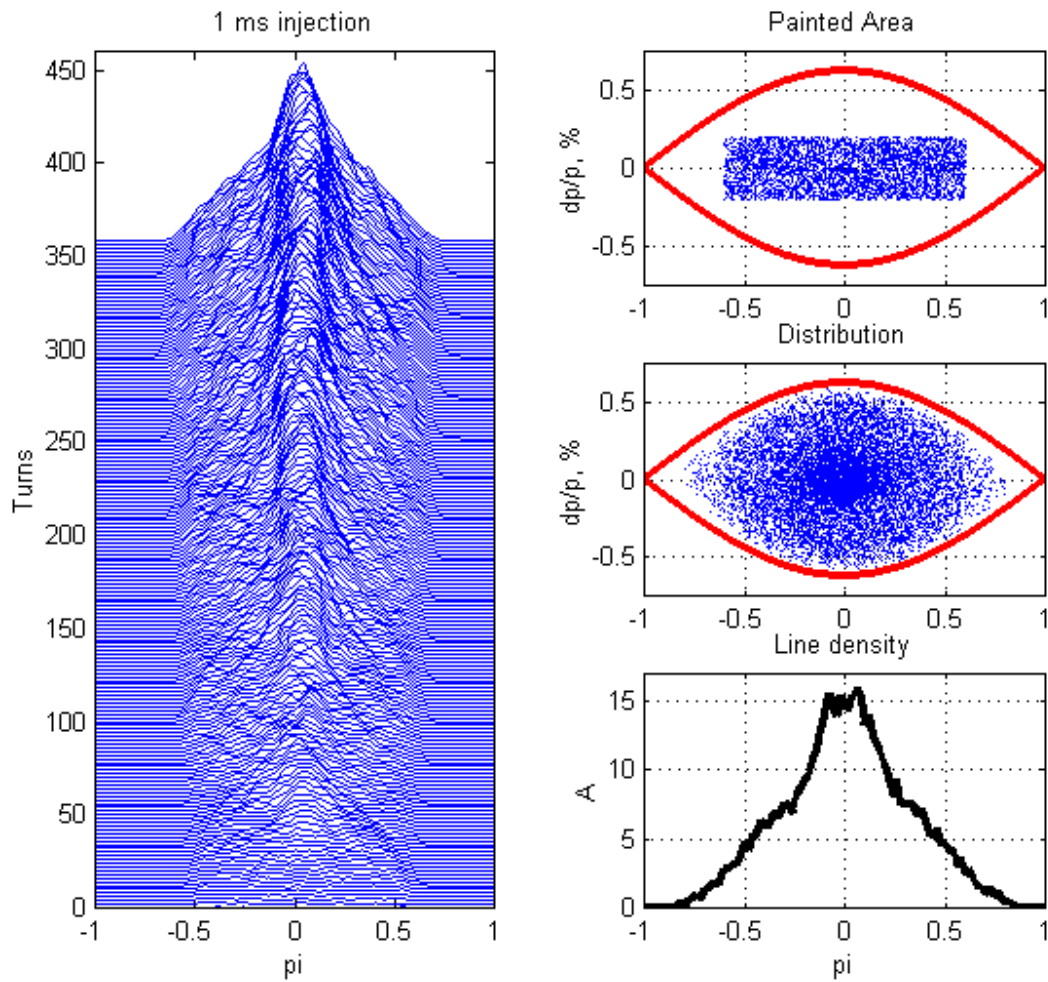 1 ms injection
Turns
450
400
350
300
250
200
150
100
50
0
-1 -0.5 0 0.5 1
pi
Painted Area
dp/p, %
0.5
0
-0.5
-1 -0.5 0 0.5 1
Distribution
dp/p, %
0.5
0
-0.5
-1 -0.5 0 0.5 1
Line density
A
15
10
5
0
-1 -0.5 0 0.5 1
pi